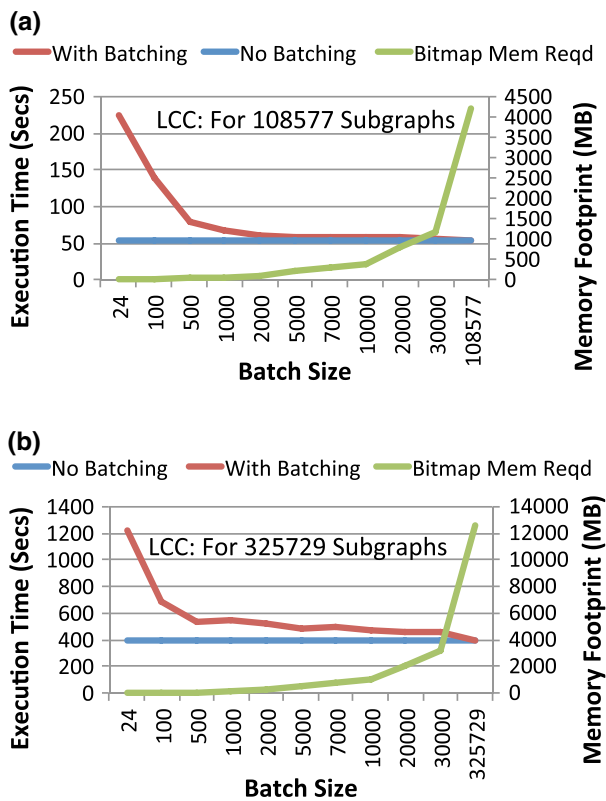 (a)
With Batching No Batching Bitmap Mem Reqd
LCC: For 108577 Subgraphs
Execution Time (Secs)
250
200
150
100
50
0
4500
4000
3500
3000
2500
2000
1500
1000
500
0
Memory Footprint (MB)
24 100 500 1000 2000 5000 7000 10000 20000 30000 108577
Batch Size
(b)
No Batching With Batching Bitmap Mem Reqd
LCC: For 325729 Subgraphs
Execution Time (Secs)
1400
1200
1000
800
600
400
200
0
14000
12000
10000
8000
6000
4000
2000
0
Memory Footprint (MB)
24 100 500 1000 2000 5000 7000 10000 20000 30000 325729
Batch Size